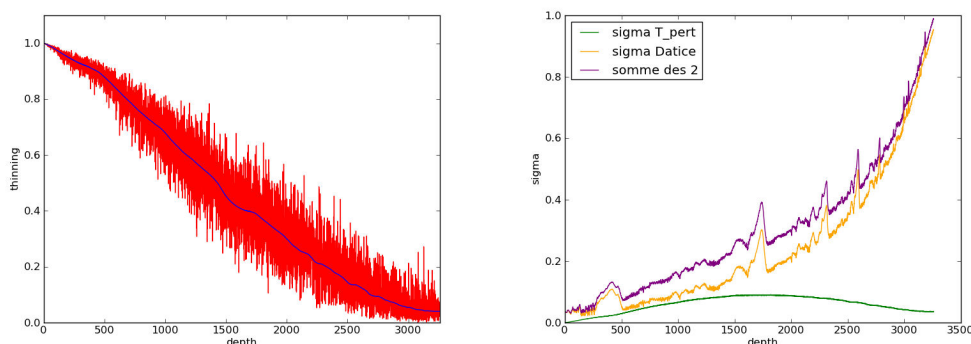 1.0
0.8
0.6
0.4
0.2
0.0
thinning
0 500 1000 1500 2000 2500 3000
depth
sigma T_pert
sigma Datice
somme des 2
1.0
0.8
0.6
0.4
0.2
0.0
sigma
0 500 1000 1500 2000 2500 3000 3500
depth